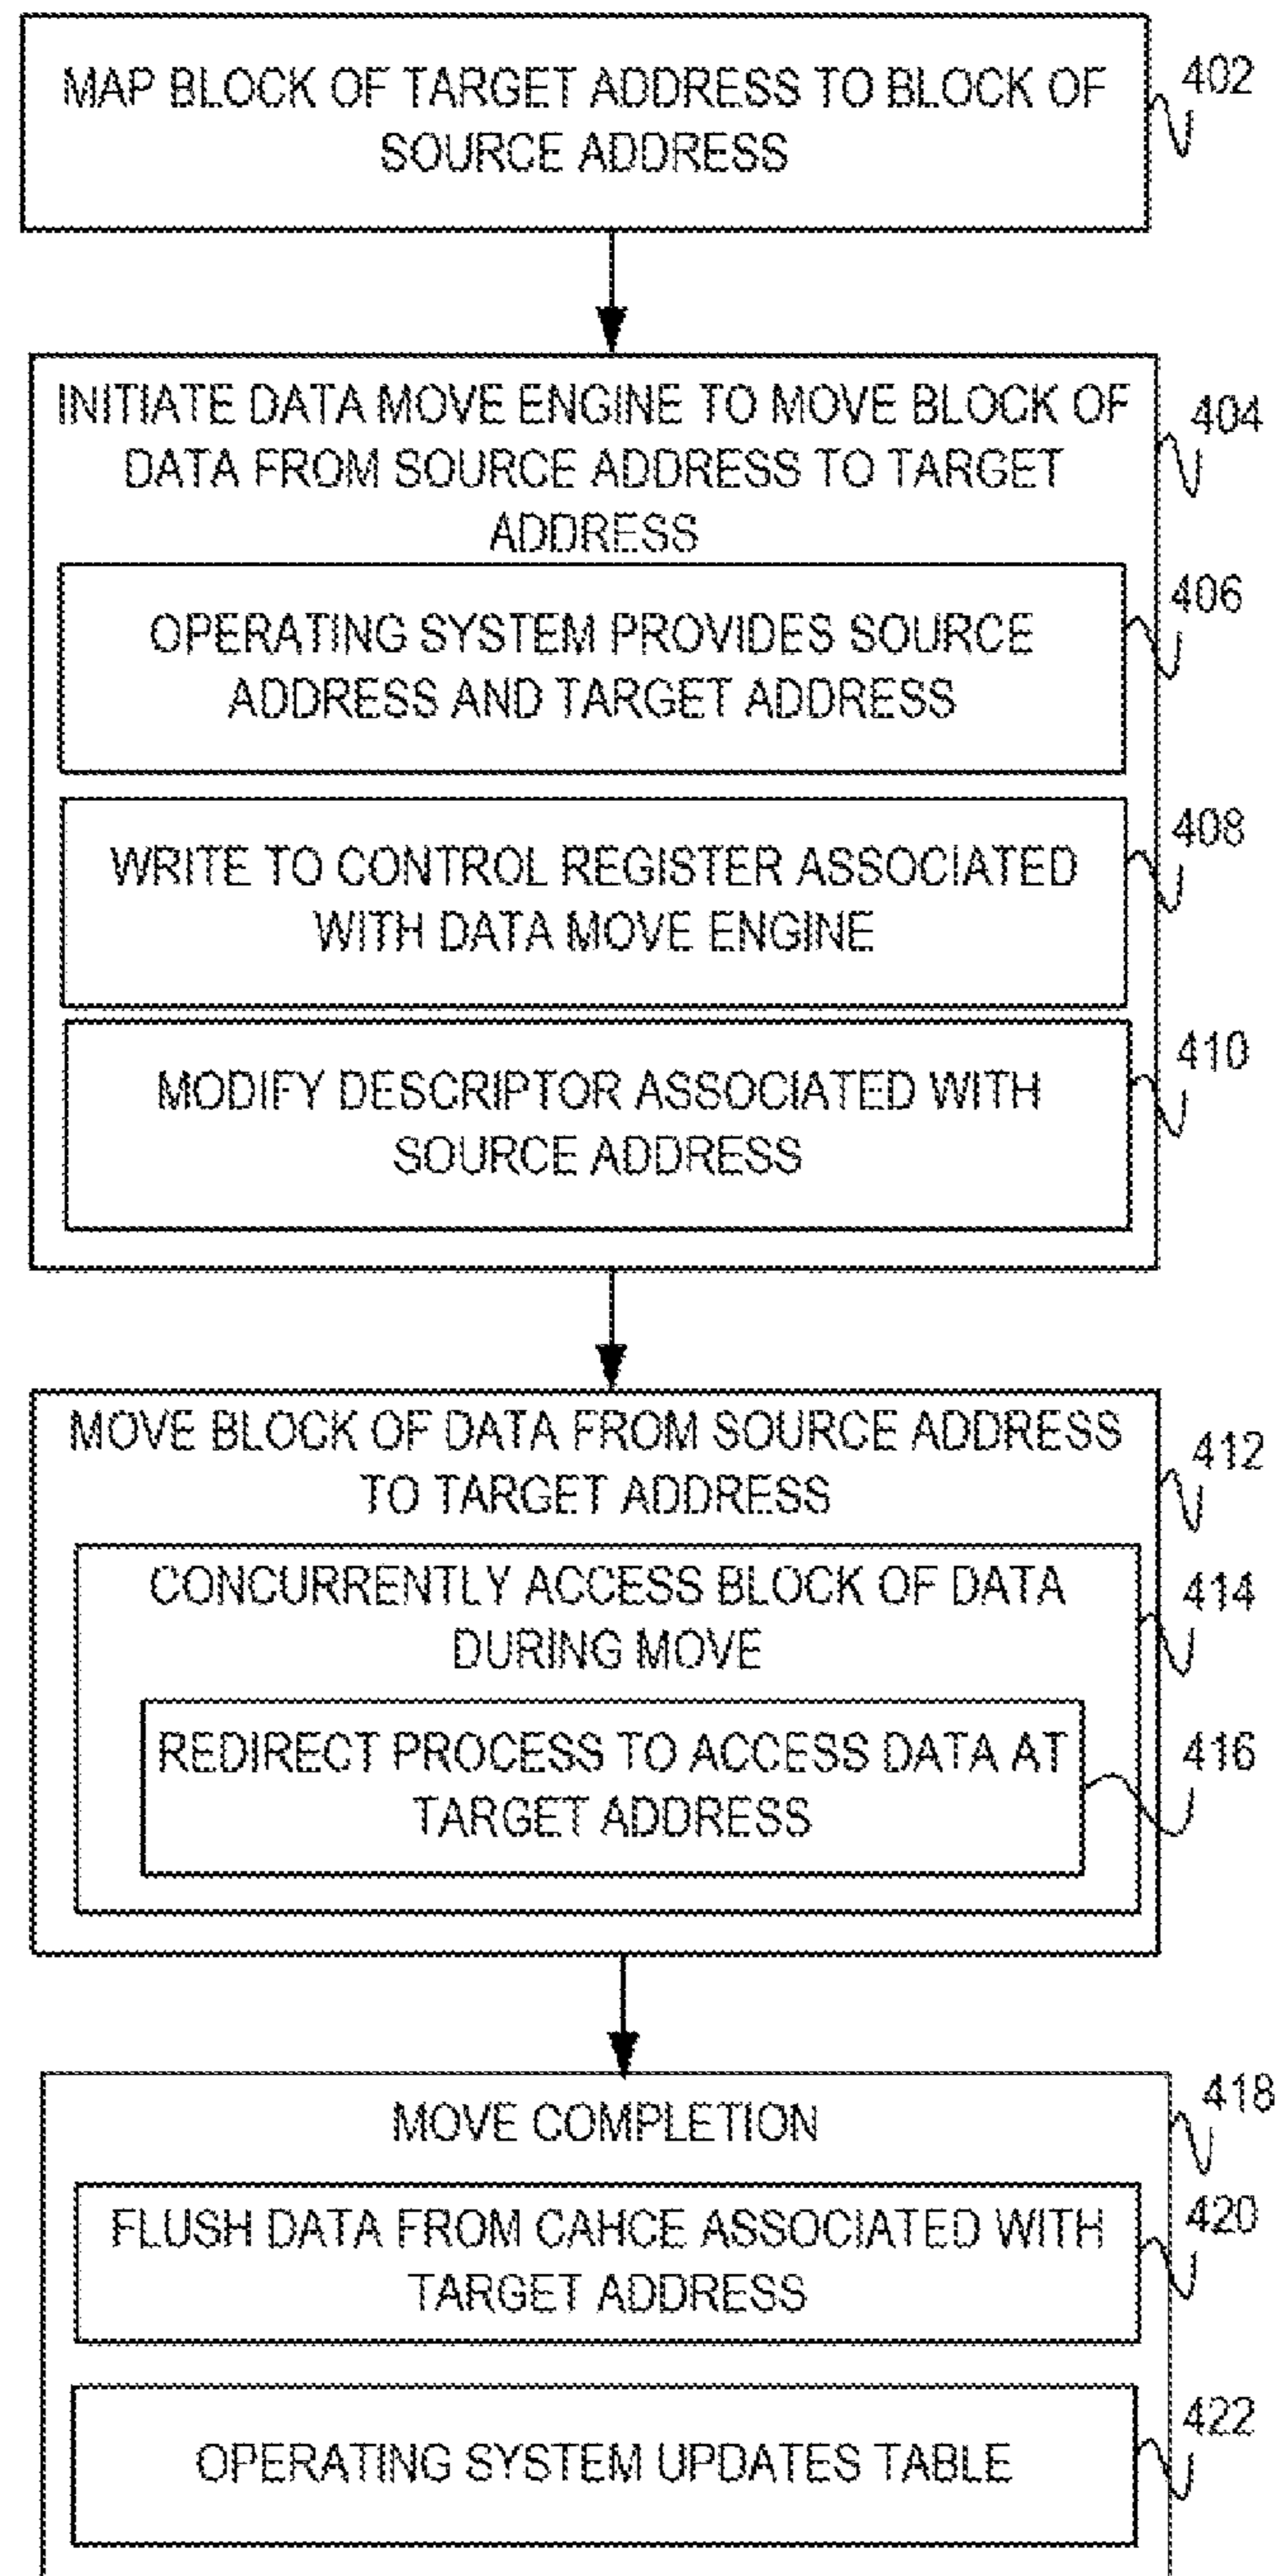 MAP BLOCK OF TARGET ADDRESS TO BLOCK OF
SOURCE ADDRESS
402
INITIATE DATA MOVE ENGINE TO MOVE BLOCK OF
DATA FROM SOURCE ADDRESS TO TARGET
ADDRESS
404
OPERATING SYSTEM PROVIDES SOURCE
ADDRESS AND TARGET ADDRESS
406
WRITE TO CONTROL REGISTER ASSOCIATED
WITH DATA MOVE ENGINE
408
MODIFY DESCRIPTOR ASSOCIATED WITH
SOURCE ADDRESS
410
MOVE BLOCK OF DATA FROM SOURCE ADDRESS
TO TARGET ADDRESS
412
CONCURRENTLY ACCESS BLOCK OF DATA
DURING MOVE
414
REDIRECT PROCESS TO ACCESS DATA AT
TARGET ADDRESS
416
MOVE COMPLETION
418
FLUSH DATA FROM CAHCE ASSOCIATED WITH
TARGET ADDRESS
420
OPERATING SYSTEM UPDATES TABLE
422